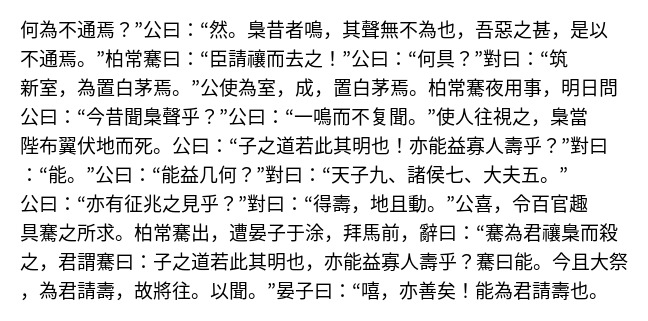 何為不通焉？”公曰：“然。梟昔者鳴，其聲無不為也，吾惡之甚，是以
不通焉。”柏常騫曰：“臣請禳而去之！”公曰：“何具？”對曰：“筑
新室，為置白茅焉。”公使為室，成，置白茅焉。柏常騫夜用事，明日問
公曰：“今昔聞梟聲乎？”公曰：“一鳴而不复聞。”使人往視之，梟當
陛布翼伏地而死。公曰：“子之道若此其明也！亦能益寡人壽乎？”對曰
：“能。”公曰：“能益几何？”對曰：“天子九、諸侯七、大夫五。”
公曰：“亦有征兆之見乎？”對曰：“得壽，地且動。”公喜，令百官趣
具騫之所求。柏常騫出，遭晏子于涂，拜馬前，辭曰：“騫為君禳梟而殺
之，君謂騫曰：子之道若此其明也，亦能益寡人壽乎？騫曰能。今且大祭
，為君請壽，故將往。以聞。”晏子曰：“嘻，亦善矣！能為君請壽也。